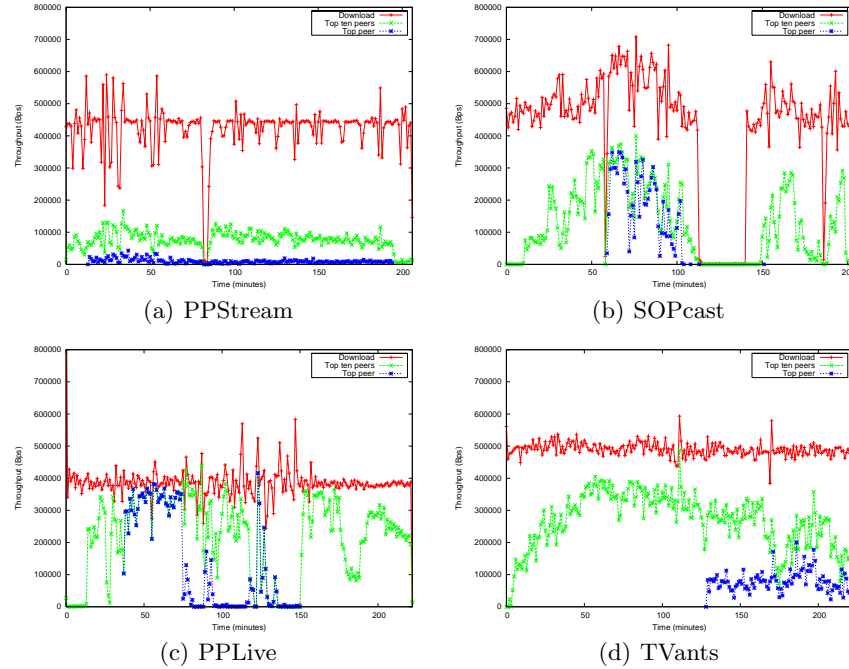 800000
700000
600000
500000
400000
300000
200000
100000
0
Throughput (Bps)
0 50 100 150 200
Time (minutes)
Download
Top ten peers
Top peer
(a) PPStream
800000
700000
600000
500000
400000
300000
200000
100000
0
Throughput (Bps)
0 50 100 150 200
Time (minutes)
Download
Top ten peers
Top peer
(b) SOPcast
800000
700000
600000
500000
400000
300000
200000
100000
0
Throughput (Bps)
0 50 100 150 200
Time (minutes)
Download
Top ten peers
Top peer
(c) PPLive
800000
700000
600000
500000
400000
300000
200000
100000
0
Throughput (Bps)
0 50 100 150 200
Time (minutes)
Download
Top ten peers
Top peer
(d) TVants